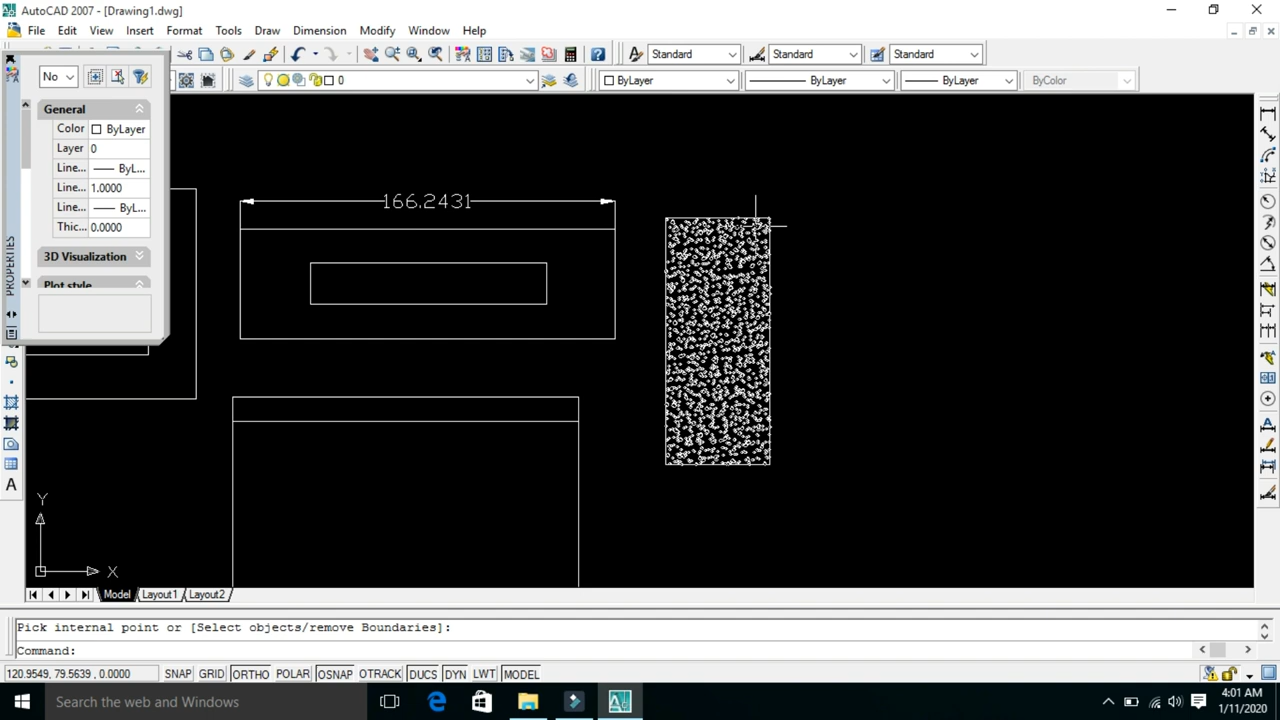 AutoCAD 2007 - [Drawing1.dwg]
File Edit View Insert Format Tools Draw Dimension Modify Window Help
Standard Standard Standard
No 0 ByLayer ByLayer ByLayer ByColor
General
Color ByLayer
Layer 0
Line... ByL...
Line... 1.0000
Line... ByL...
Thic... 0.0000
3D Visualization
Plot style
PROPERTIES
166.2431
A
Y
X
Model Layout1 Layout2
Pick internal point or [Select objects/remove Boundaries]:
Command:
120.9549, 79.5639, 0.0000 SNAP GRID ORTHO POLAR OSNAP OTRACK DUCS DYN LWT MODEL
Search the web and Windows
4:01 AM
1/11/2020